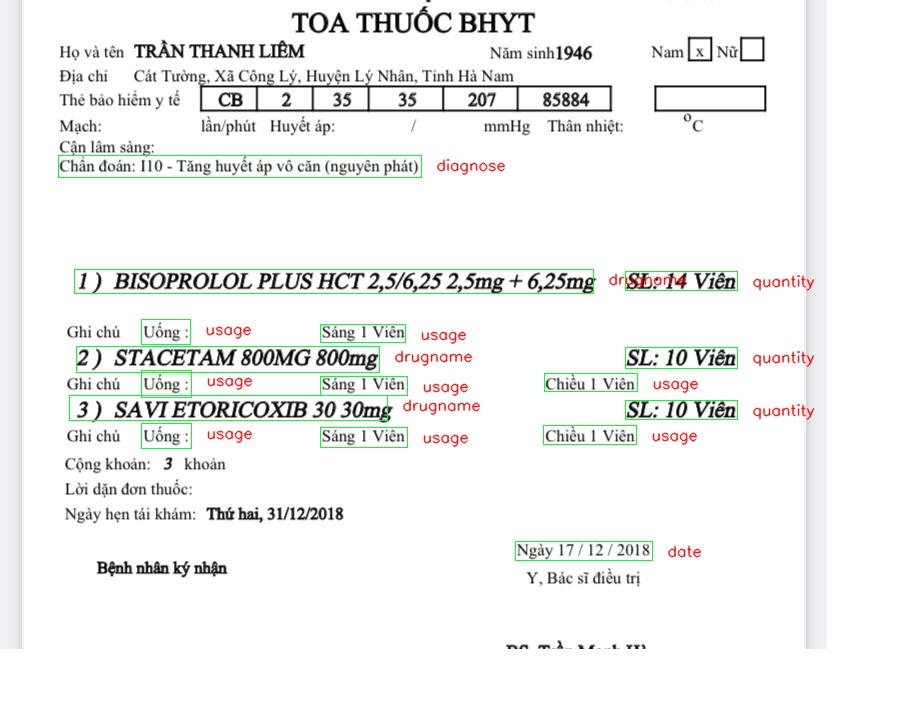 TOA THUỐC BHYT
Họ và tên TRẦN THANH LIÊM Năm sinh1946 Nam x Nữ
Địa chỉ Cát Tường, Xã Công Lý, Huyện Lý Nhân, Tỉnh Hà Nam
Thẻ bảo hiểm y tế CB 2 35 35 207 85884
Mạch: lần/phút Huyết áp: / mmHg Thân nhiệt: °C
Cận lâm sàng:
Chẩn đoán: I10 - Tăng huyết áp vô căn (nguyên phát) diagnose
1 ) BISOPROLOL PLUS HCT 2,5/6,25 2,5mg + 6,25mg drugname SL: 14 Viên quantity
Ghi chú Uống : usage Sáng 1 Viên usage
2 ) STACETAM 800MG 800mg drugname SL: 10 Viên quantity
Ghi chú Uống : usage Sáng 1 Viên usage Chiều 1 Viên usage
3 ) SAVI ETORICOXIB 30 30mg drugname SL: 10 Viên quantity
Ghi chú Uống : usage Sáng 1 Viên usage Chiều 1 Viên usage
Cộng khoản: 3 khoản
Lời dặn đơn thuốc:
Ngày hẹn tái khám: Thứ hai, 31/12/2018
Ngày 17 / 12 / 2018 date
Bệnh nhân ký nhận
Y, Bác sĩ điều trị